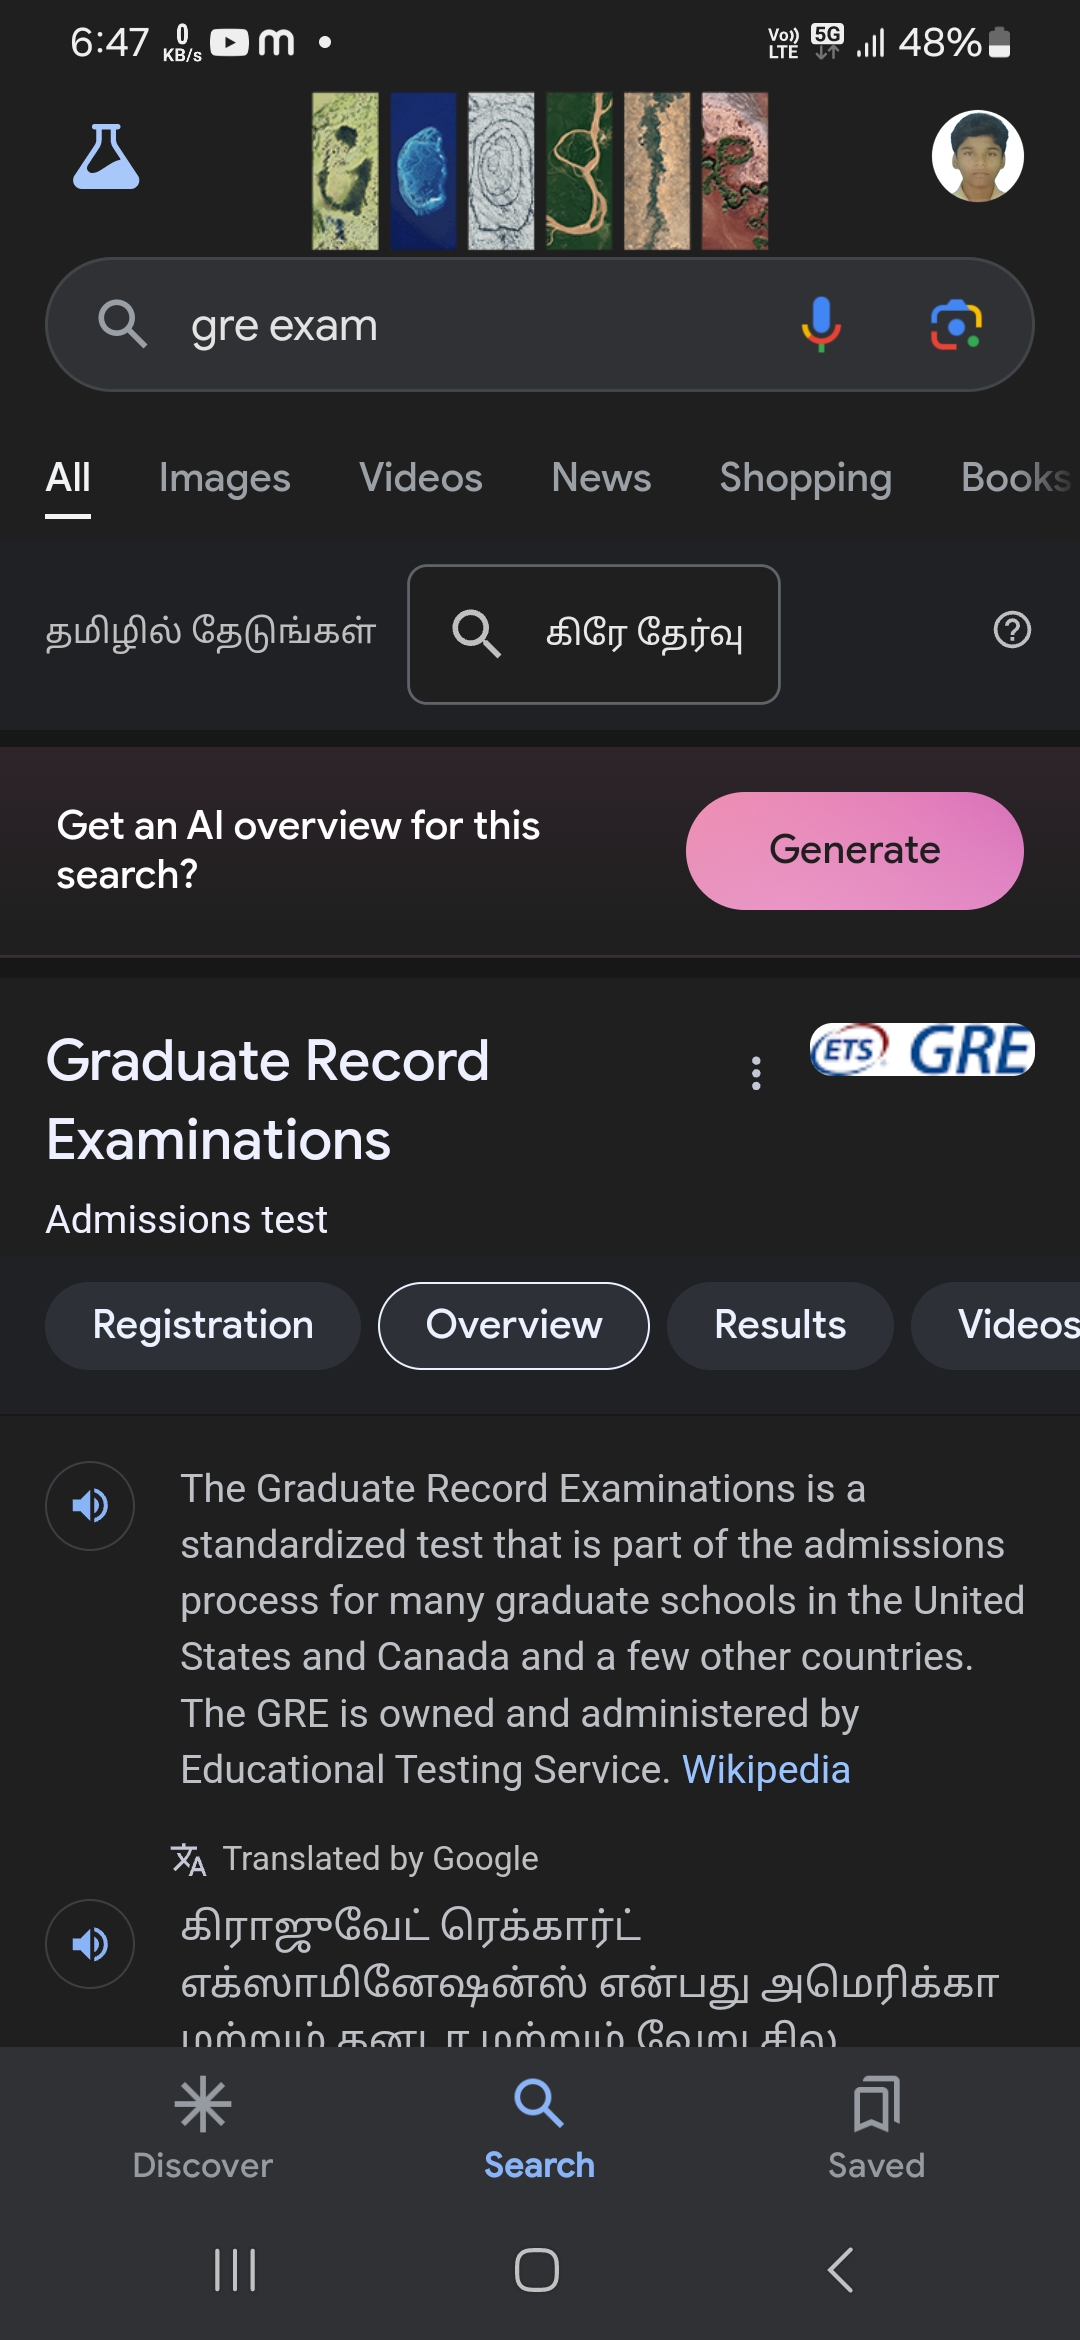 6:47 0 KB/s m Vo)) LTE 5G 48%
gre exam
All Images Videos News Shopping Books
தமிழில் தேடுங்கள் கிரே தேர்வு
Get an AI overview for this
search?
Generate
Graduate Record
Examinations
ETS GRE
Admissions test
Registration Overview Results Videos
The Graduate Record Examinations is a
standardized test that is part of the admissions
process for many graduate schools in the United
States and Canada and a few other countries.
The GRE is owned and administered by
Educational Testing Service. Wikipedia
Translated by Google
கிராஜுவேட் ரெக்கார்ட்
எக்ஸாமினேஷன்ஸ் என்பது அமெரிக்கா
மற்றும் கனடா மற்றும் வேறு சில
Discover Search Saved